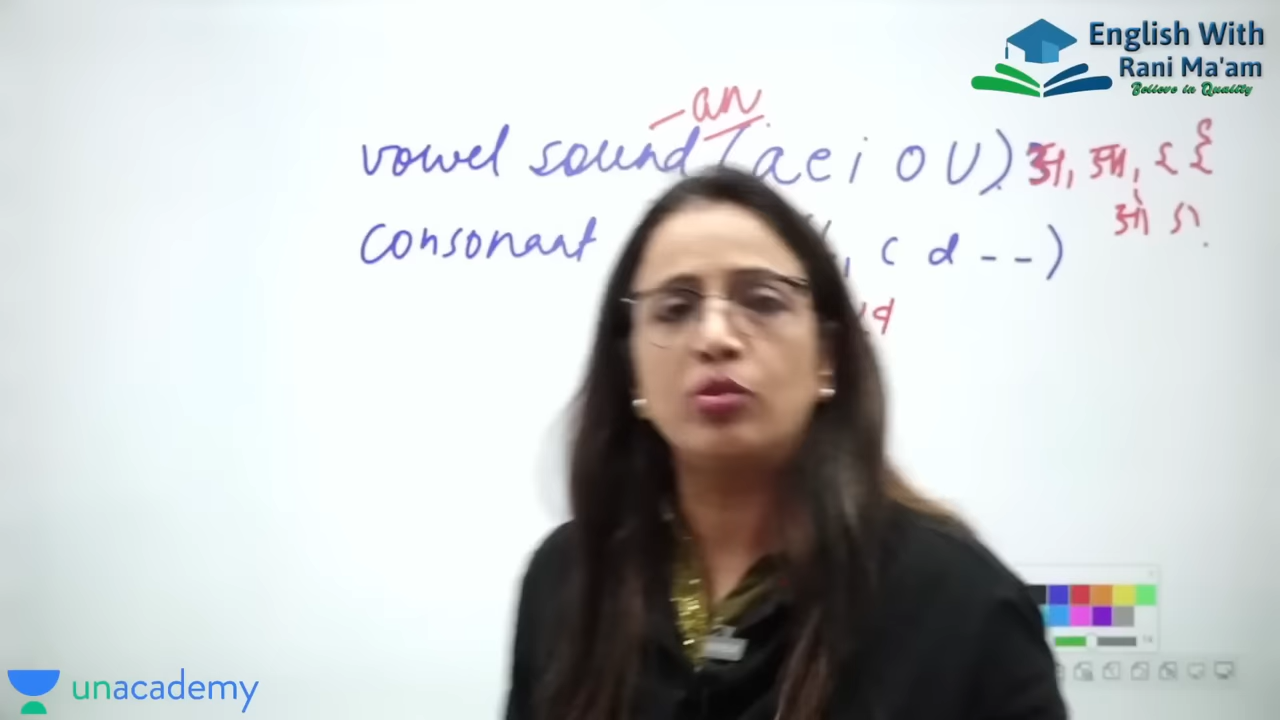 English With
Rani Ma'am
Believe in Quality
-an
vowel sound (a e i o U) अ, आ,
consonant c d --)
unacademy